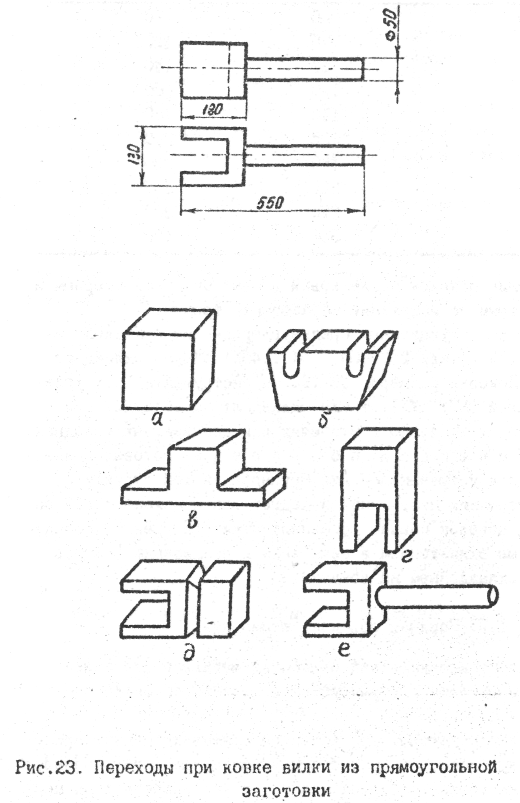 Ф50
130
130
550
а
б
в
г
д
е
Рис.23. Переходы при ковке вилки из прямоугольной
заготовки